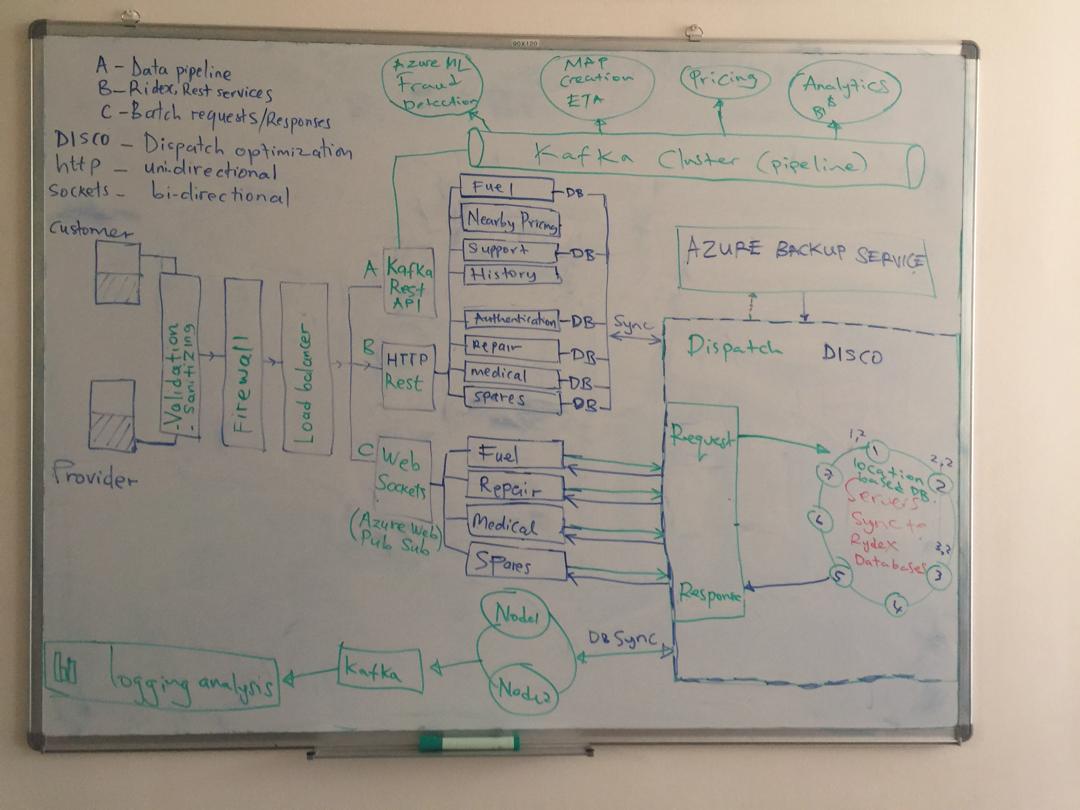 90X120
A - Data pipeline
B - Ridex, Rest services
C - Batch requests/Responses
DISCO - Dispatch optimization
http - unidirectional
Sockets - bi-directional
Azure ML
Fraud
Detection
MAP
Creation
ETA
Pricing
Analytics
&
BI
Kafka Cluster (pipeline)
Customer
Provider
- Validation
- Sanitizing
Firewall
Load balancer
A
Kafka
Rest
API
B
HTTP
Rest
C
Web
Sockets
(Azure Web
Pub Sub)
Fuel
DB
Nearby Pricing
Support
DB
History
Authentication
DB
Repair
DB
medical
DB
spares
DB
Sync
Fuel
Repair
Medical
Spares
AZURE BACKUP SERVICE
Dispatch
DISCO
Request
Response
1,2
1
2,2
2
3,2
3
4
5
6
7
location
based DB.
Servers
Sync to
Rydex
Databases
DB Sync
Node1
Node2
Kafka
logging analysis